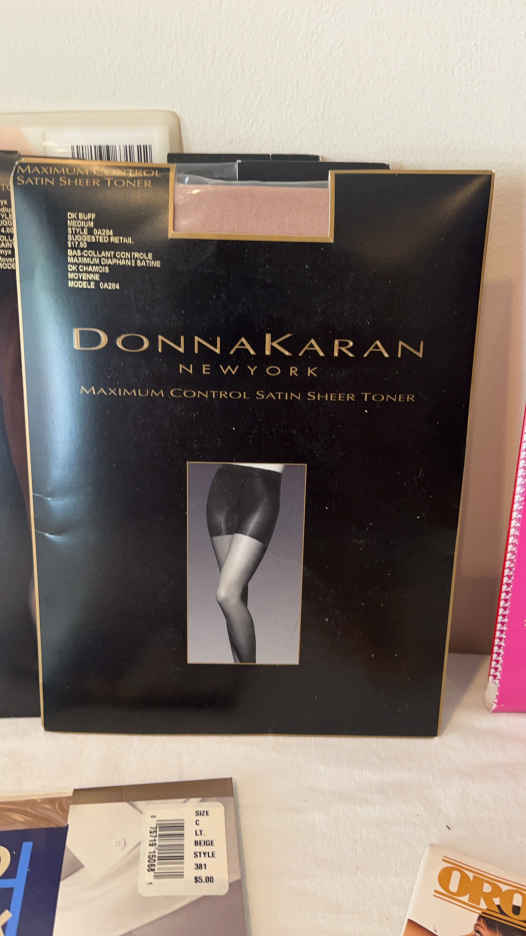 MAXIMUM CONTROL
SATIN SHEER TONER
DK BUFF
MEDIUM
STYLE 0A284
SUGGESTED RETAIL
$17.50
BAS-COLLANT CONTROLE
MAXIMUM DIAPHANE SATINE
DK CHAMOIS
MOYENNE
MODELE 0A284
DONNAKARAN
NEWYORK
MAXIMUM CONTROL SATIN SHEER TONER
SIZE
C
LT.
BEIGE
STYLE
381
$5.00
ORO